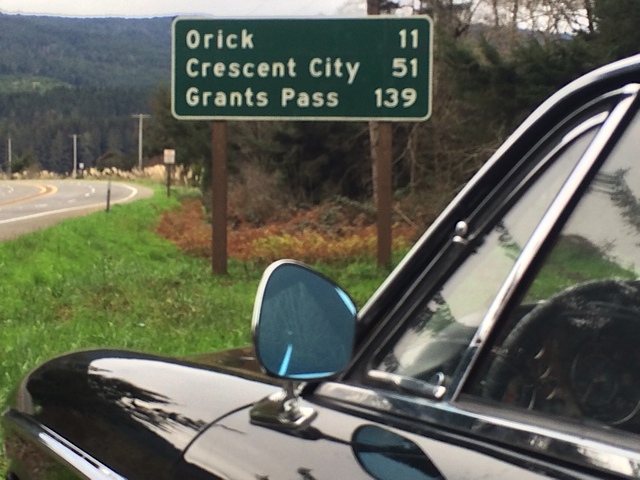 Orick 11
Crescent City 51
Grants Pass 139